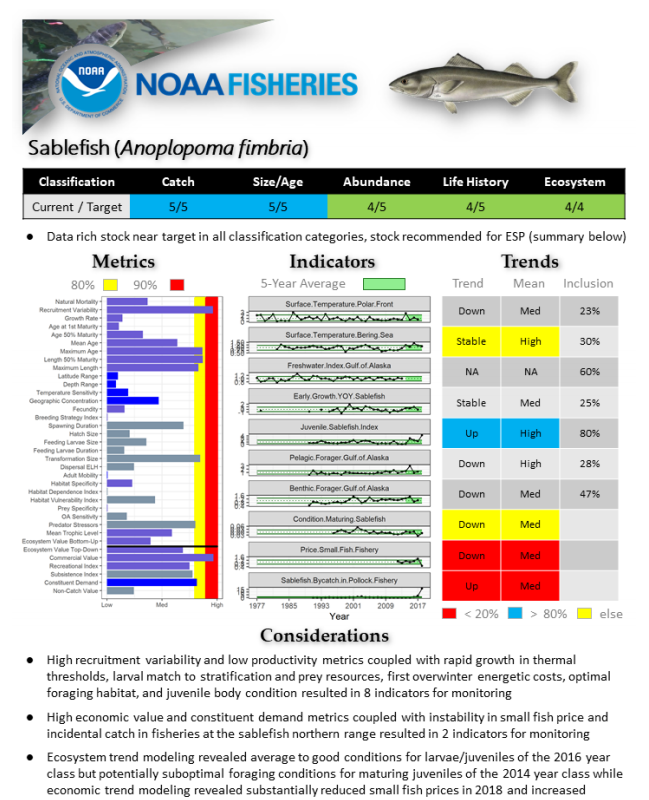 NOAA
NOAA FISHERIES
Sablefish (Anoplopoma fimbria)
Classification Catch Size/Age Abundance Life History Ecosystem
Current / Target 5/5 5/5 4/5 4/5 4/4
● Data rich stock near target in all classification categories, stock recommended for ESP (summary below)
Metrics Indicators Trends
80% 90% 5-Year Average Trend Mean Inclusion
Natural Mortality
Recruitment Variability
Growth Rate
Age at 1st Maturity
Age 50% Maturity
Mean Age
Maximum Age
Length 50% Maturity
Maximum Length
Latitude Range
Depth Range
Temperature Sensitivity
Geographic Concentration
Fecundity
Breeding Strategy Index
Spawning Duration
Hatch Size
Feeding Larvae Size
Feeding Larvae Duration
Transformation Size
Dispersal ELH
Adult Mobility
Habitat Specificity
Habitat Dependence Index
Habitat Vulnerability Index
Prey Specificity
OA Sensitivity
Predator Stressors
Mean Trophic Level
Ecosystem Value Bottom-Up
Ecosystem Value Top-Down
Commercial Value
Recreational Index
Subsistence Index
Constituent Demand
Non-Catch Value
Low Med High
Surface.Temperature.Polar.Front
Surface.Temperature.Bering.Sea
Freshwater.Index.Gulf.of.Alaska
Early.Growth.YOY.Sablefish
Juvenile.Sablefish.Index
Pelagic.Forager.Gulf.of.Alaska
Benthic.Forager.Gulf.of.Alaska
Condition.Maturing.Sablefish
Price.Small.Fish.Fishery
Sablefish.Bycatch.in.Pollock.Fishery
1977 1985 1993 2001 2009 2017
Year
Down Med 23%
Stable High 30%
NA NA 60%
Stable Med 25%
Up High 80%
Down High 28%
Down Med 47%
Down Med
Down Med
Up Med
< 20% > 80% else
Considerations
● High recruitment variability and low productivity metrics coupled with rapid growth in thermal
thresholds, larval match to stratification and prey resources, first overwinter energetic costs, optimal
foraging habitat, and juvenile body condition resulted in 8 indicators for monitoring
● High economic value and constituent demand metrics coupled with instability in small fish price and
incidental catch in fisheries at the sablefish northern range resulted in 2 indicators for monitoring
● Ecosystem trend modeling revealed average to good conditions for larvae/juveniles of the 2016 year
class but potentially suboptimal foraging conditions for maturing juveniles of the 2014 year class while
economic trend modeling revealed substantially reduced small fish prices in 2018 and increased